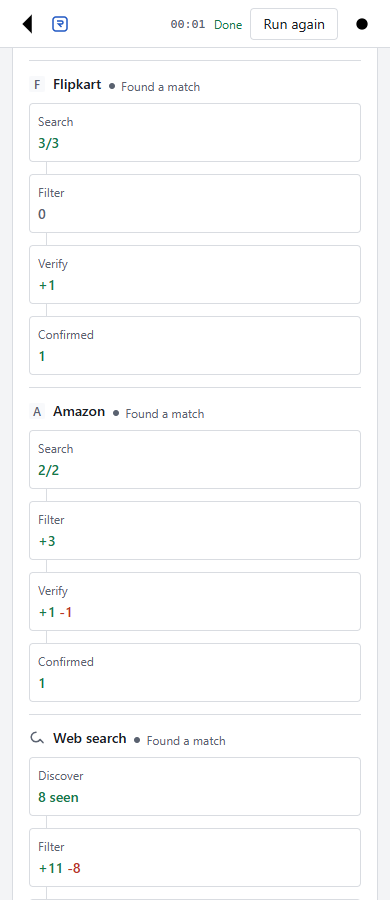 00:01 Done Run again
F Flipkart Found a match
Search
3/3
Filter
0
Verify
+1
Confirmed
1
A Amazon Found a match
Search
2/2
Filter
+3
Verify
+1 -1
Confirmed
1
Web search Found a match
Discover
8 seen
Filter
+11 -8